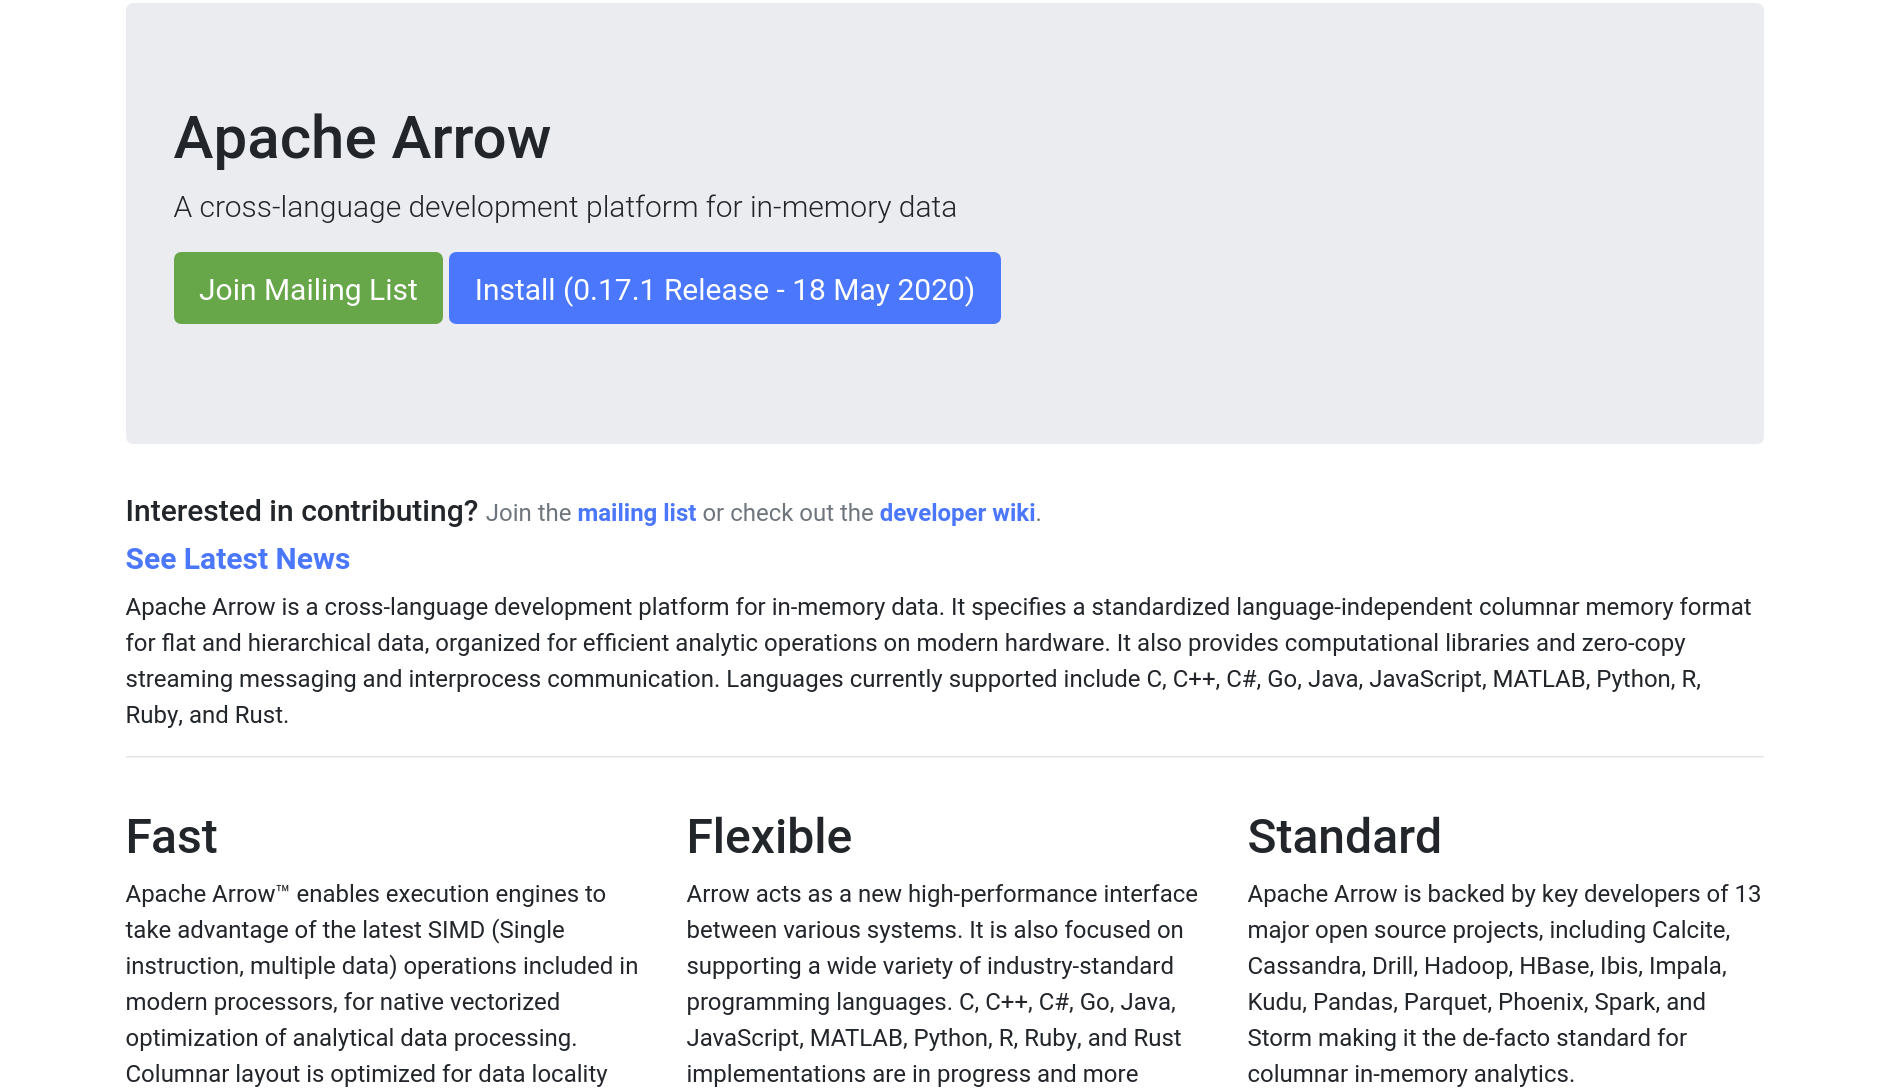 Apache Arrow
A cross-language development platform for in-memory data
Join Mailing List
Install (0.17.1 Release - 18 May 2020)
Interested in contributing? Join the mailing list or check out the developer wiki.
See Latest News
Apache Arrow is a cross-language development platform for in-memory data. It specifies a standardized language-independent columnar memory format
for flat and hierarchical data, organized for efficient analytic operations on modern hardware. It also provides computational libraries and zero-copy
streaming messaging and interprocess communication. Languages currently supported include C, C++, C#, Go, Java, JavaScript, MATLAB, Python, R,
Ruby, and Rust.
Fast
Apache Arrow™ enables execution engines to
take advantage of the latest SIMD (Single
instruction, multiple data) operations included in
modern processors, for native vectorized
optimization of analytical data processing.
Columnar layout is optimized for data locality
Flexible
Arrow acts as a new high-performance interface
between various systems. It is also focused on
supporting a wide variety of industry-standard
programming languages. C, C++, C#, Go, Java,
JavaScript, MATLAB, Python, R, Ruby, and Rust
implementations are in progress and more
Standard
Apache Arrow is backed by key developers of 13
major open source projects, including Calcite,
Cassandra, Drill, Hadoop, HBase, Ibis, Impala,
Kudu, Pandas, Parquet, Phoenix, Spark, and
Storm making it the de-facto standard for
columnar in-memory analytics.